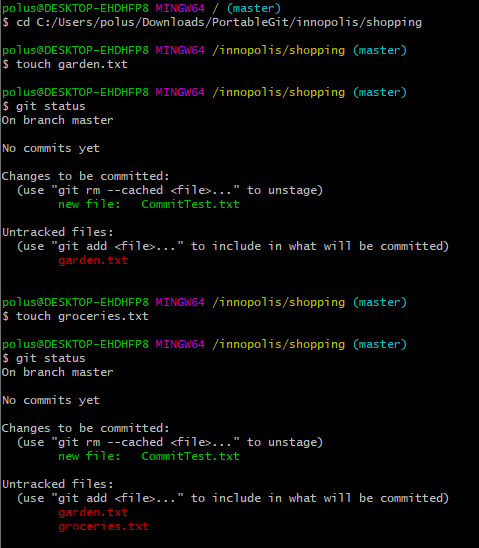 polus@DESKTOP-EHDHFP8 MINGW64 / (master)
$ cd C:/Users/polus/Downloads/PortableGit/innopolis/shopping

polus@DESKTOP-EHDHFP8 MINGW64 /innopolis/shopping (master)
$ touch garden.txt

polus@DESKTOP-EHDHFP8 MINGW64 /innopolis/shopping (master)
$ git status
On branch master

No commits yet

Changes to be committed:
  (use "git rm --cached <file>..." to unstage)
        new file:   CommitTest.txt

Untracked files:
  (use "git add <file>..." to include in what will be committed)
        garden.txt


polus@DESKTOP-EHDHFP8 MINGW64 /innopolis/shopping (master)
$ touch groceries.txt

polus@DESKTOP-EHDHFP8 MINGW64 /innopolis/shopping (master)
$ git status
On branch master

No commits yet

Changes to be committed:
  (use "git rm --cached <file>..." to unstage)
        new file:   CommitTest.txt

Untracked files:
  (use "git add <file>..." to include in what will be committed)
        garden.txt
        groceries.txt